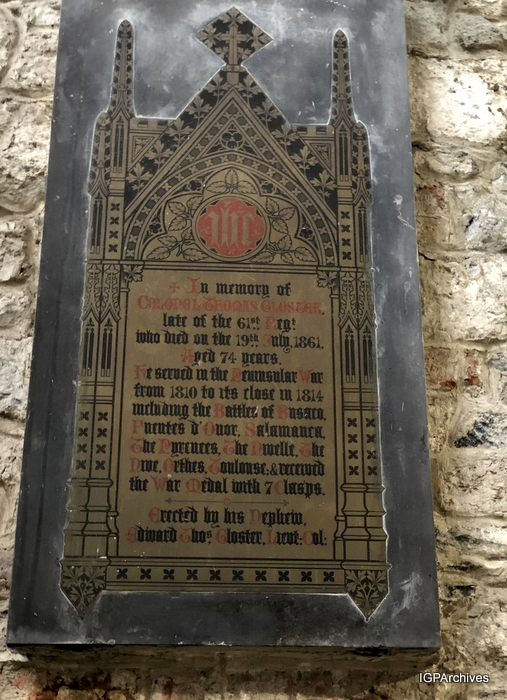 IHC
+ In memory of
Colonel Thomas Gloster,
late of the 61st Regt
who died on the 19th July, 1861.
Aged 74 years.
He served in the Peninsular War
from 1810 to its close in 1814
including the Battles of Busaco,
Fuentes d'Onor, Salamanca,
The Pyrenees, The Nivelle, The
Nive, Orthes, Toulouse, & received
the War Medal with 7 Clasps.
Erected by his Nephew,
Edward Thos Gloster, Lieut: Col:
IGPArchives